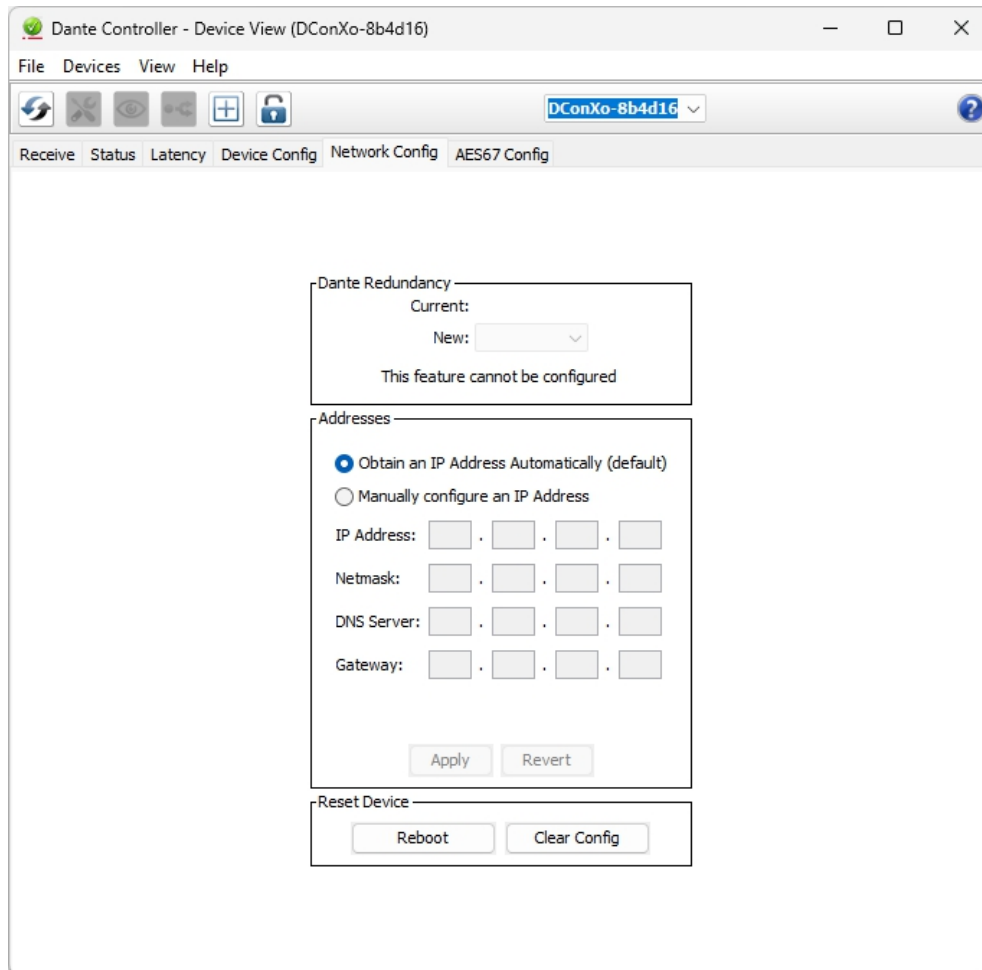 Dante Controller - Device View (DConXo-8b4d16)
File Devices View Help
DConXo-8b4d16
Receive Status Latency Device Config Network Config AES67 Config
Dante Redundancy
Current:
New:
This feature cannot be configured
Addresses
Obtain an IP Address Automatically (default)
Manually configure an IP Address
IP Address: . . .
Netmask: . . .
DNS Server: . . .
Gateway: . . .
Apply Revert
Reset Device
Reboot Clear Config